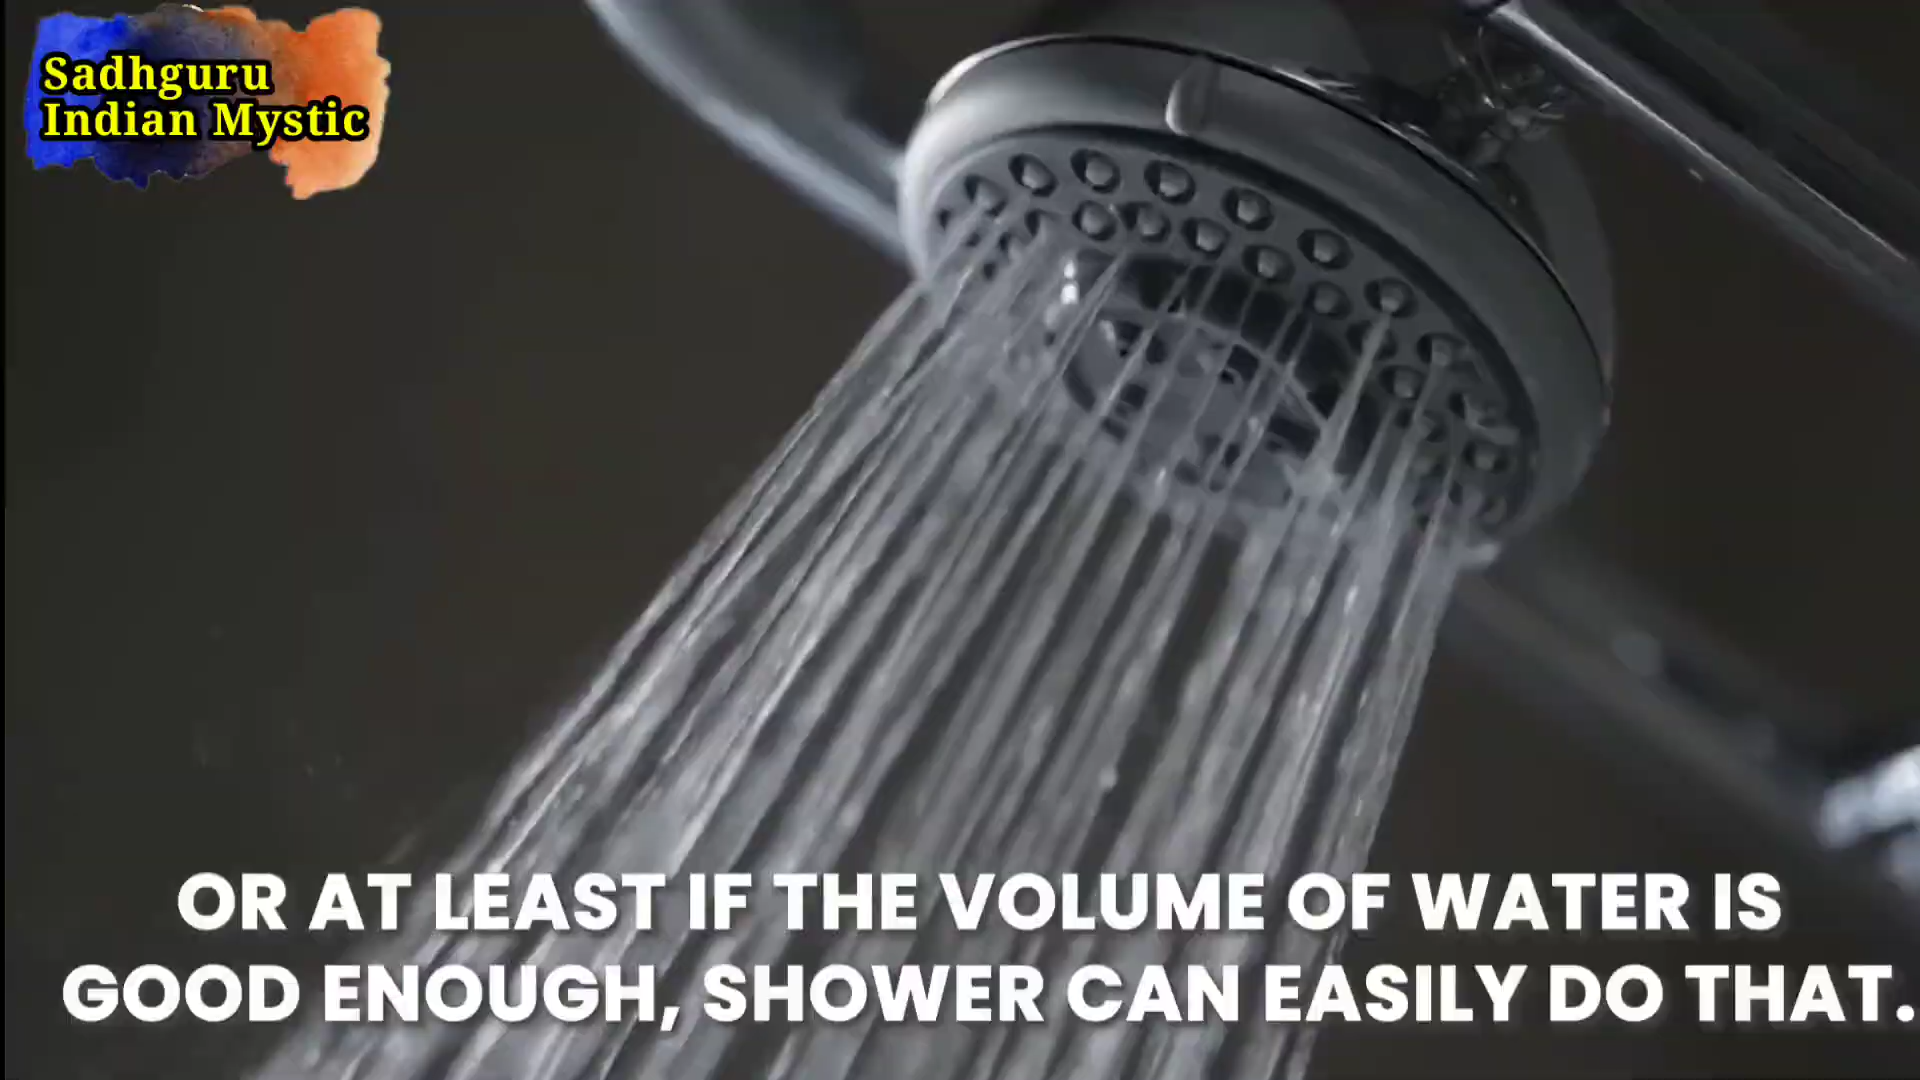 Sadhguru
Indian Mystic
OR AT LEAST IF THE VOLUME OF WATER IS
GOOD ENOUGH, SHOWER CAN EASILY DO THAT.